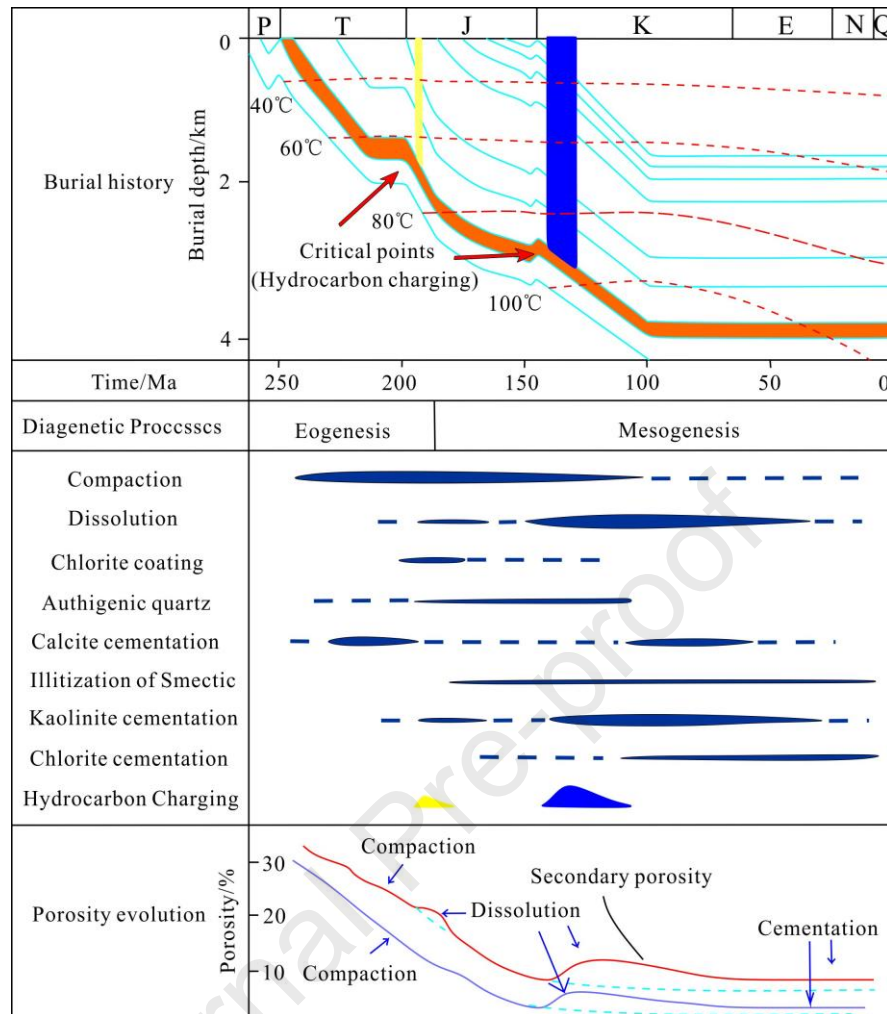 P T J K E N Q
0
40℃
60℃
Burial history
Burial depth/km
2
80℃
Critical points
(Hydrocarbon charging)
100℃
4
Time/Ma 250 200 150 100 50 0
Diagenetic Proccsscs Eogenesis Mesogenesis
Compaction
Dissolution
Chlorite coating
Authigenic quartz
Calcite cementation
Illitization of Smectic
Kaolinite cementation
Chlorite cementation
Hydrocarbon Charging
Compaction
30
Secondary porosity
Porosity evolution
Porosity/%
20
Dissolution
Cementation
10
Compaction
rnal Pre-proof